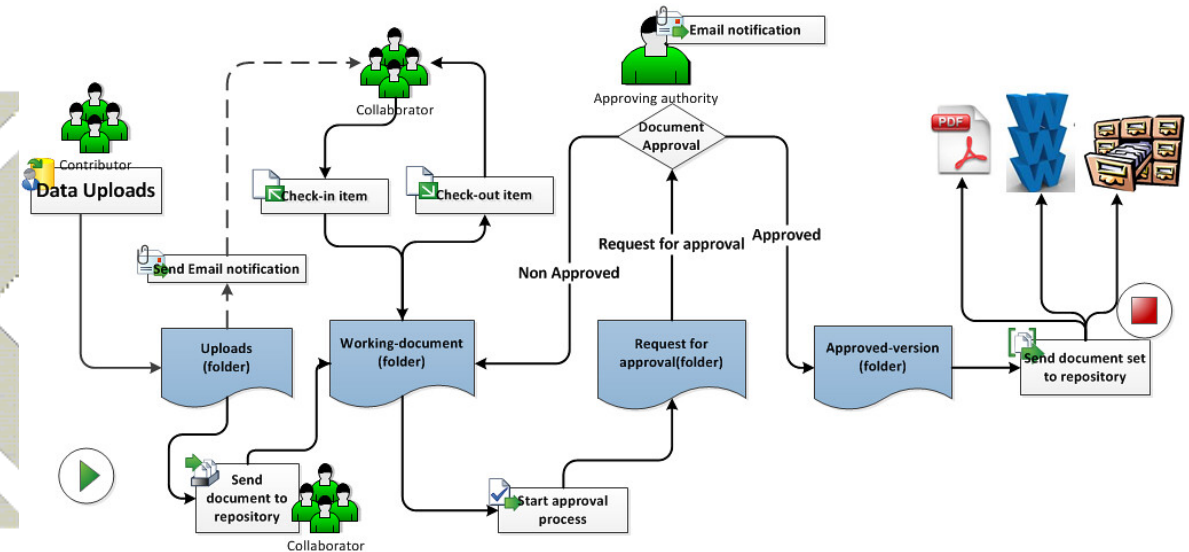 Contributor
Data Uploads
Send Email notification
Uploads
(folder)
Send
document to
repository
Collaborator
Collaborator
Check-in item
Check-out item
Working-document
(folder)
Start approval
process
Non Approved
Request for
approval(folder)
Request for approval
Email notification
Approving authority
Document
Approval
Approved
Approved-version
(folder)
Send document set
to repository
PDF
W
W
W